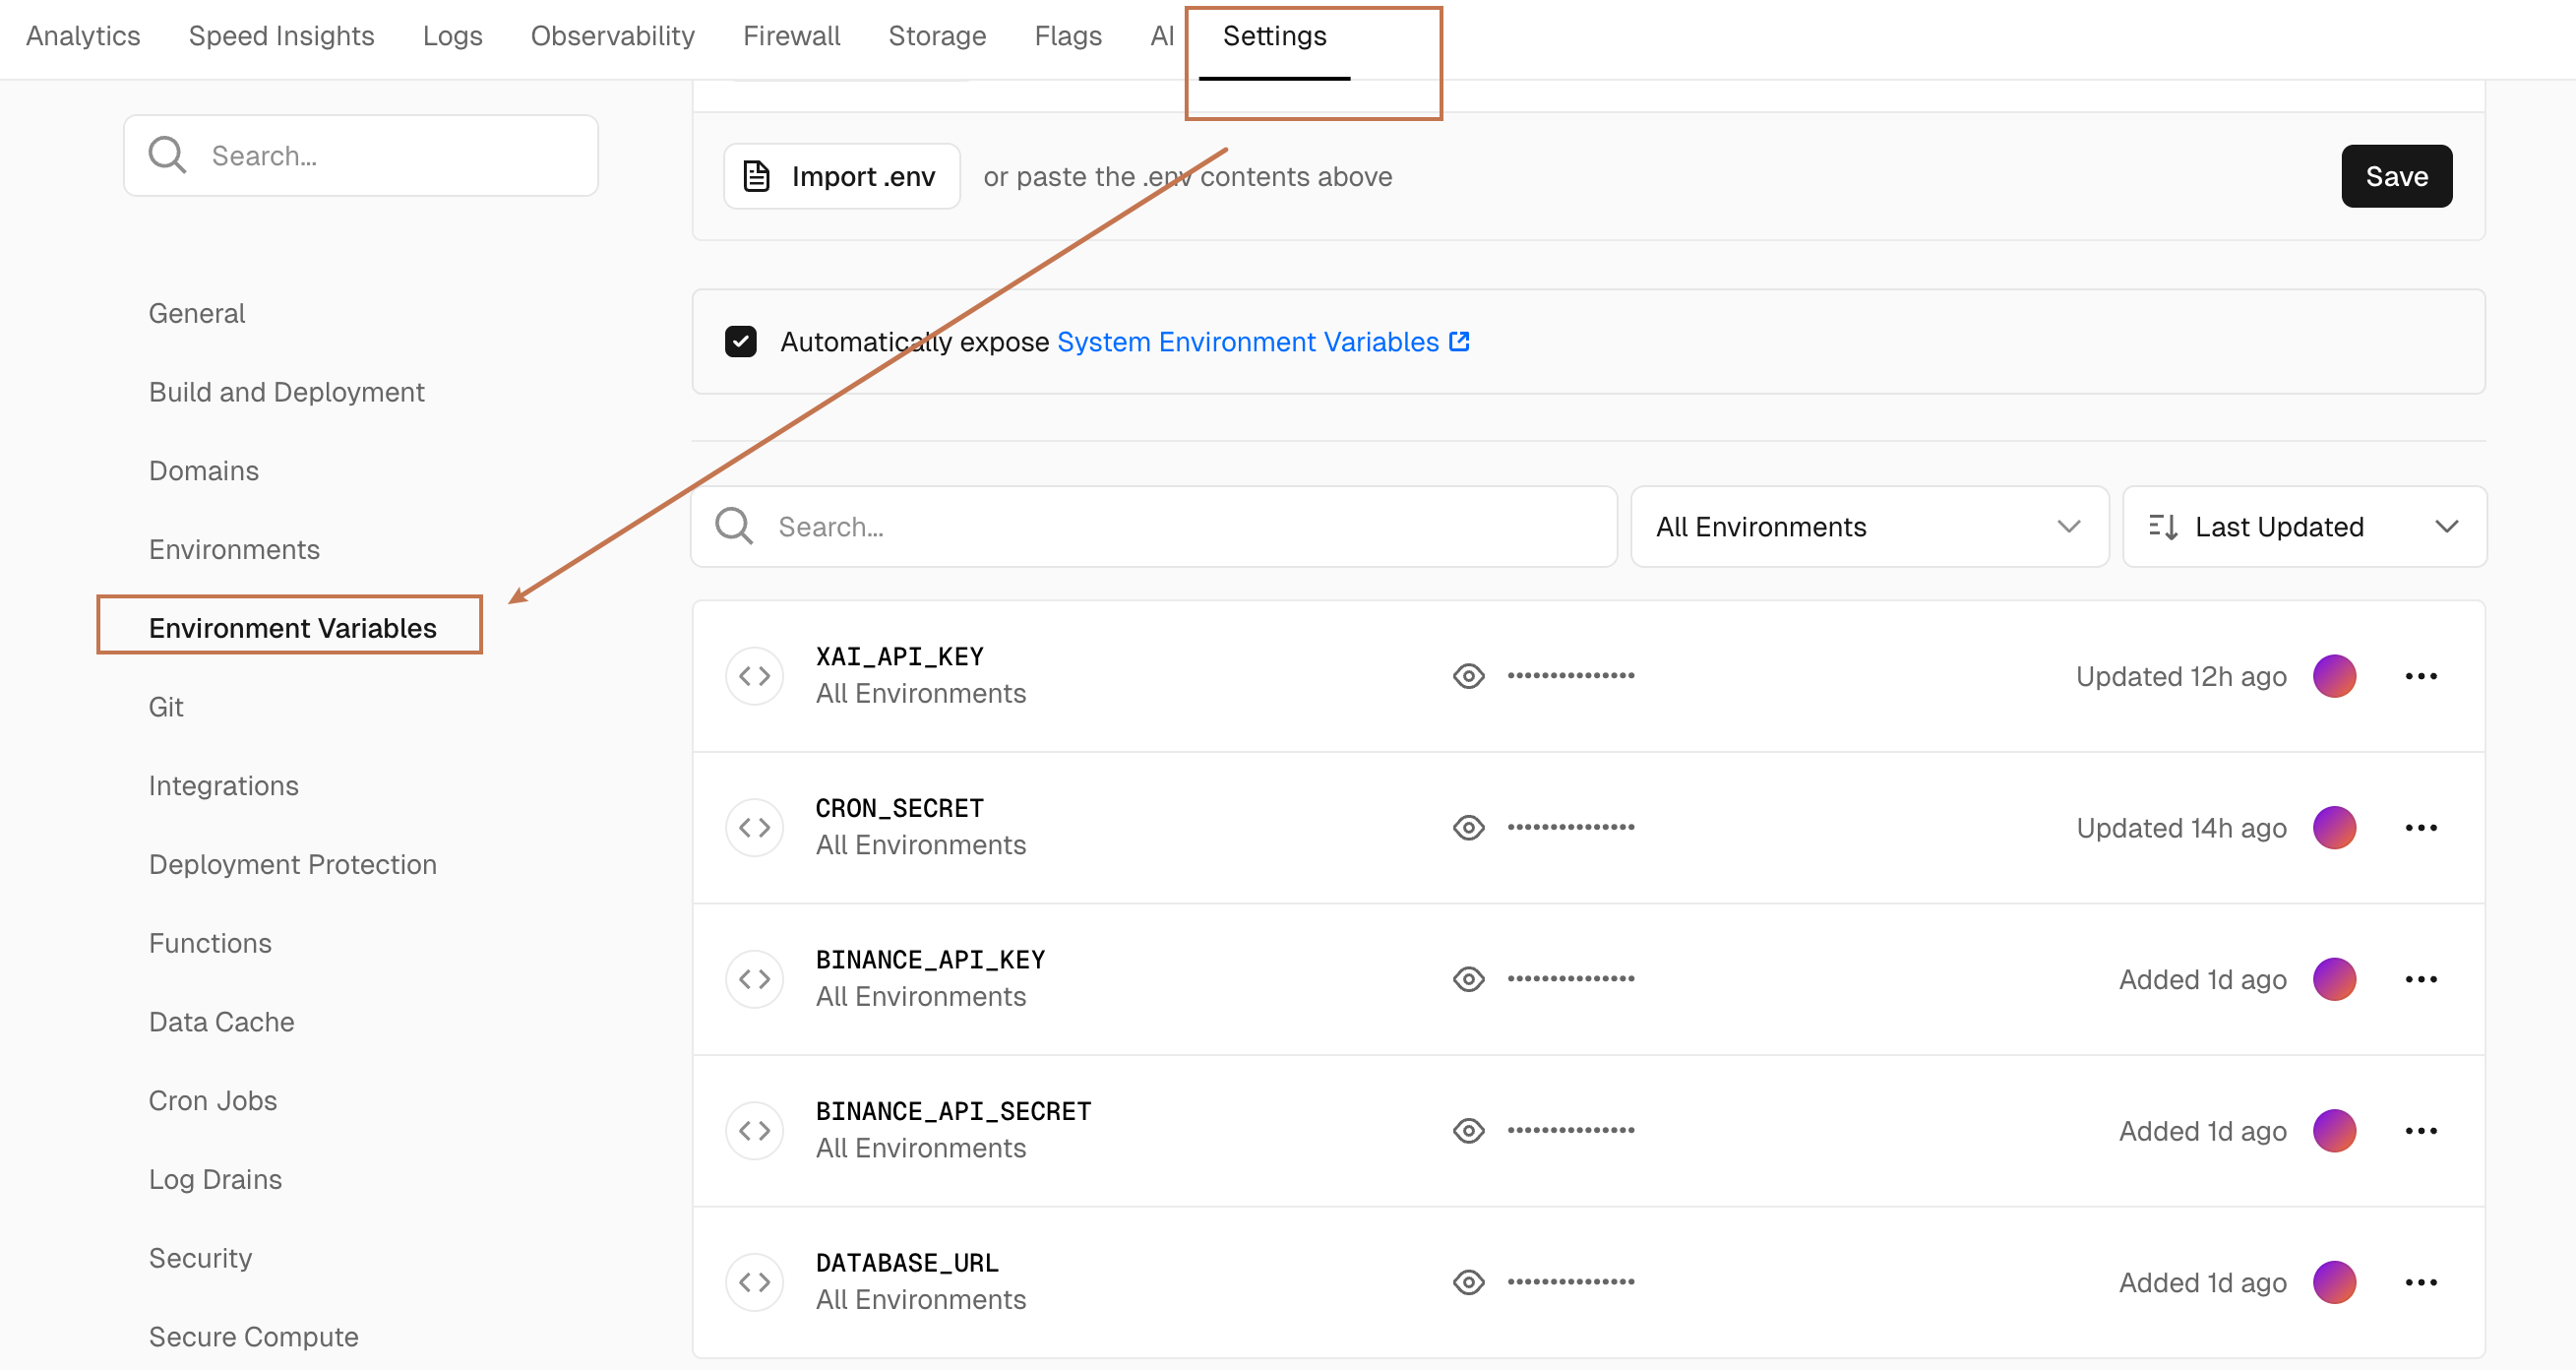 Analytics Speed Insights Logs Observability Firewall Storage Flags AI Settings
Search...
Import .env or paste the .env contents above Save
General
Build and Deployment
Domains
Environments
Environment Variables
Git
Integrations
Deployment Protection
Functions
Data Cache
Cron Jobs
Log Drains
Security
Secure Compute
Automatically expose System Environment Variables
Search... All Environments Last Updated
XAI_API_KEY
All Environments
Updated 12h ago
CRON_SECRET
All Environments
Updated 14h ago
BINANCE_API_KEY
All Environments
Added 1d ago
BINANCE_API_SECRET
All Environments
Added 1d ago
DATABASE_URL
All Environments
Added 1d ago